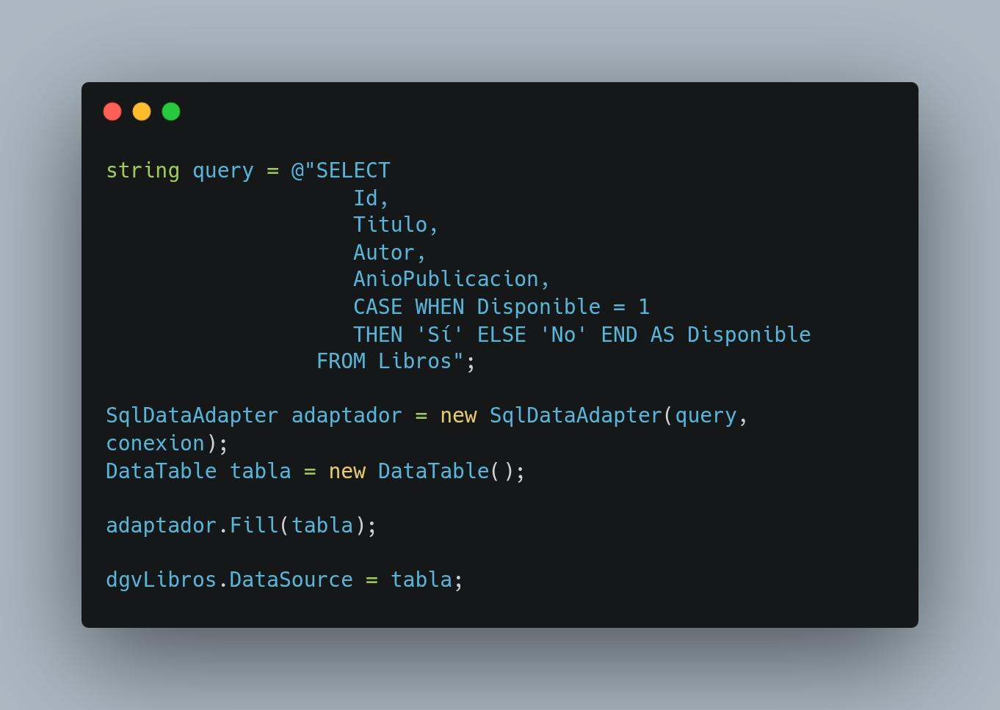 string query = @"SELECT
                    Id,
                    Titulo,
                    Autor,
                    AnioPublicacion,
                    CASE WHEN Disponible = 1
                    THEN 'Sí' ELSE 'No' END AS Disponible
                 FROM Libros";

SqlDataAdapter adaptador = new SqlDataAdapter(query,
conexion);
DataTable tabla = new DataTable();

adaptador.Fill(tabla);

dgvLibros.DataSource = tabla;